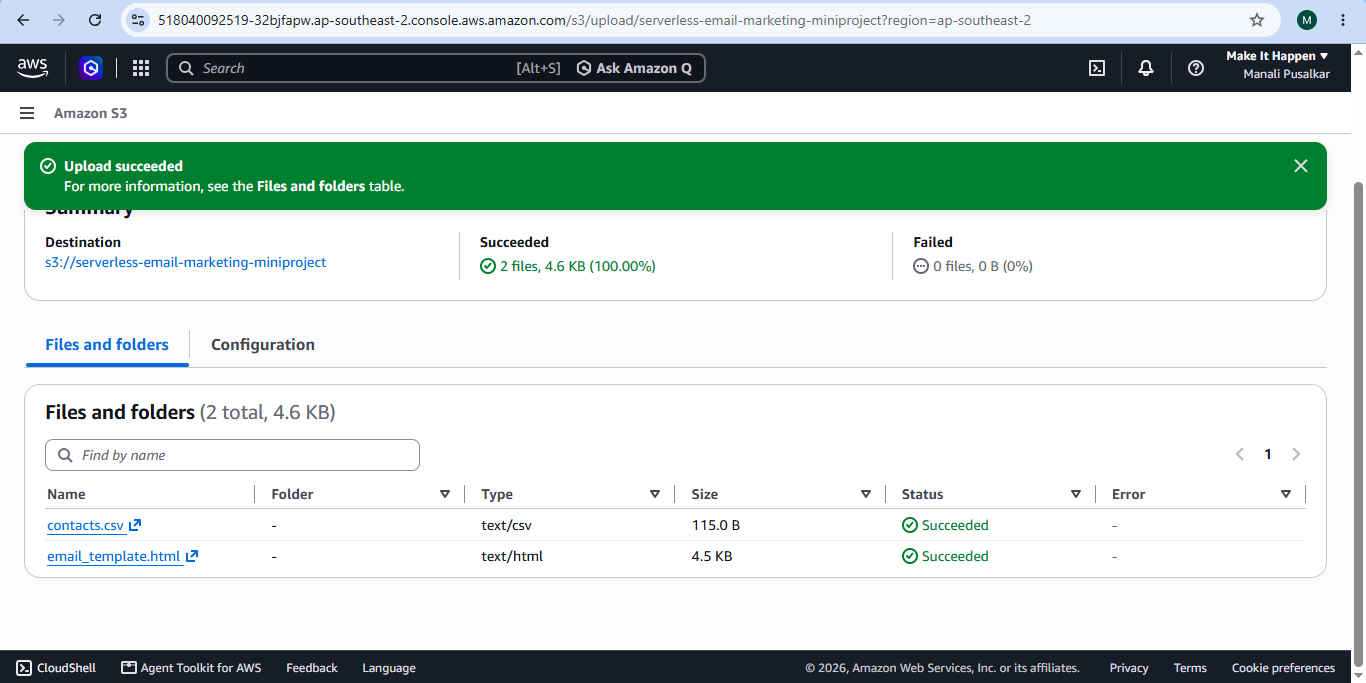 518040092519-32bjfapw.ap-southeast-2.console.aws.amazon.com/s3/upload/serverless-email-marketing-miniproject?region=ap-southeast-2
M
aws
Search [Alt+S] Ask Amazon Q
Make It Happen
Manali Pusalkar
Amazon S3
Upload succeeded
For more information, see the Files and folders table.
Summary
Destination Succeeded Failed
s3://serverless-email-marketing-miniproject 2 files, 4.6 KB (100.00%) 0 files, 0 B (0%)
Files and folders Configuration
Files and folders (2 total, 4.6 KB)
Find by name
1
Name Folder Type Size Status Error
contacts.csv - text/csv 115.0 B Succeeded -
email_template.html - text/html 4.5 KB Succeeded -
CloudShell Agent Toolkit for AWS Feedback Language © 2026, Amazon Web Services, Inc. or its affiliates. Privacy Terms Cookie preferences